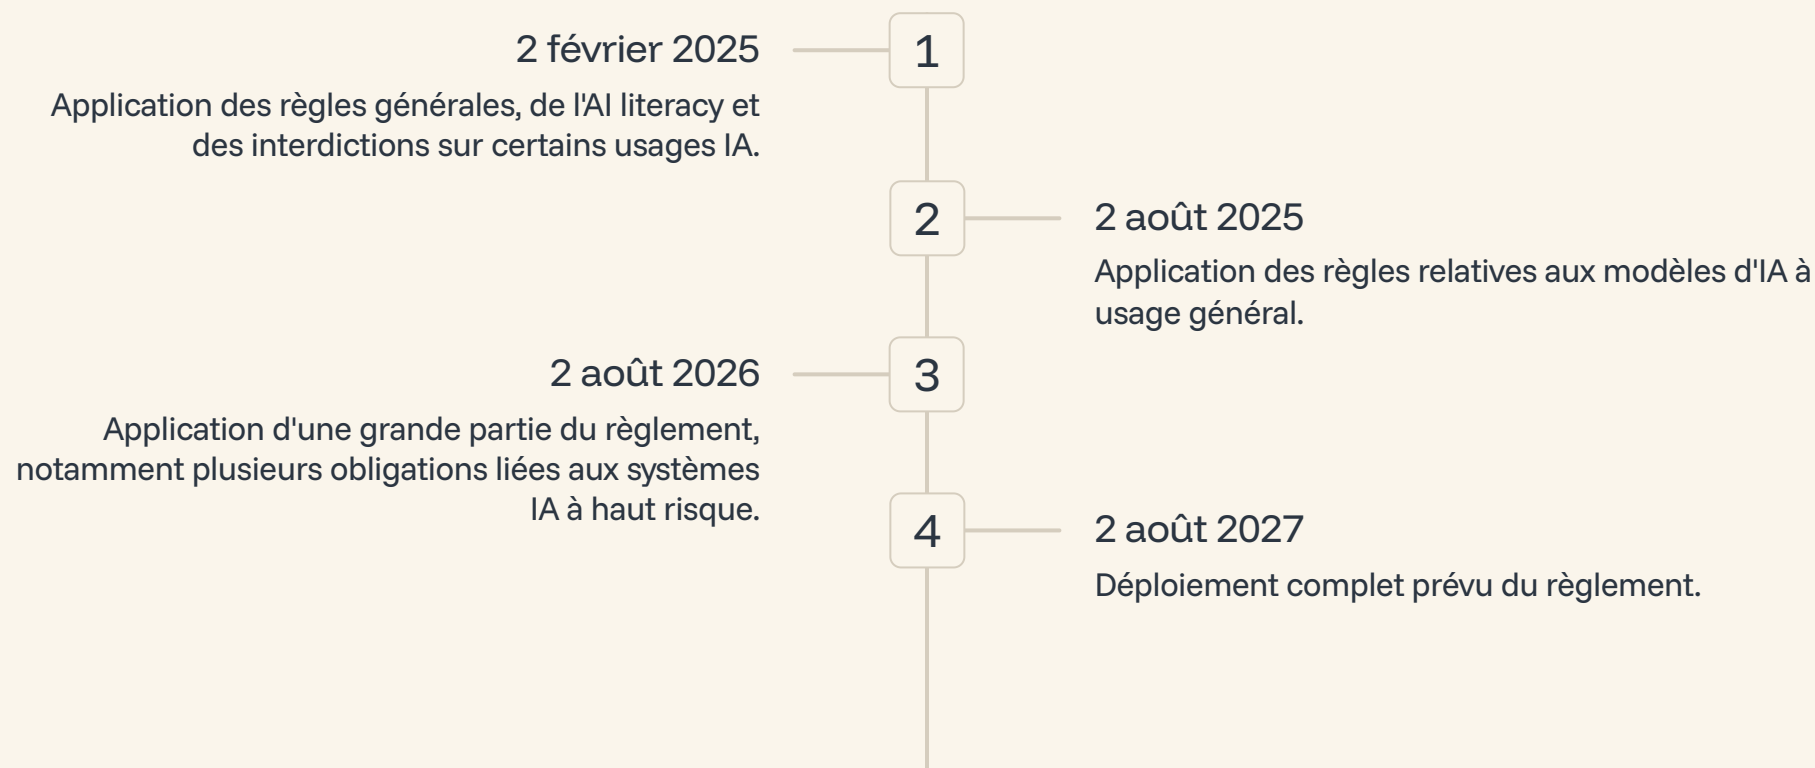 2 février 2025
1
Application des règles générales, de l'AI literacy et
des interdictions sur certains usages IA.
2
2 août 2025
Application des règles relatives aux modèles d'IA à
usage général.
2 août 2026
3
Application d'une grande partie du règlement,
notamment plusieurs obligations liées aux systèmes
IA à haut risque.
4
2 août 2027
Déploiement complet prévu du règlement.